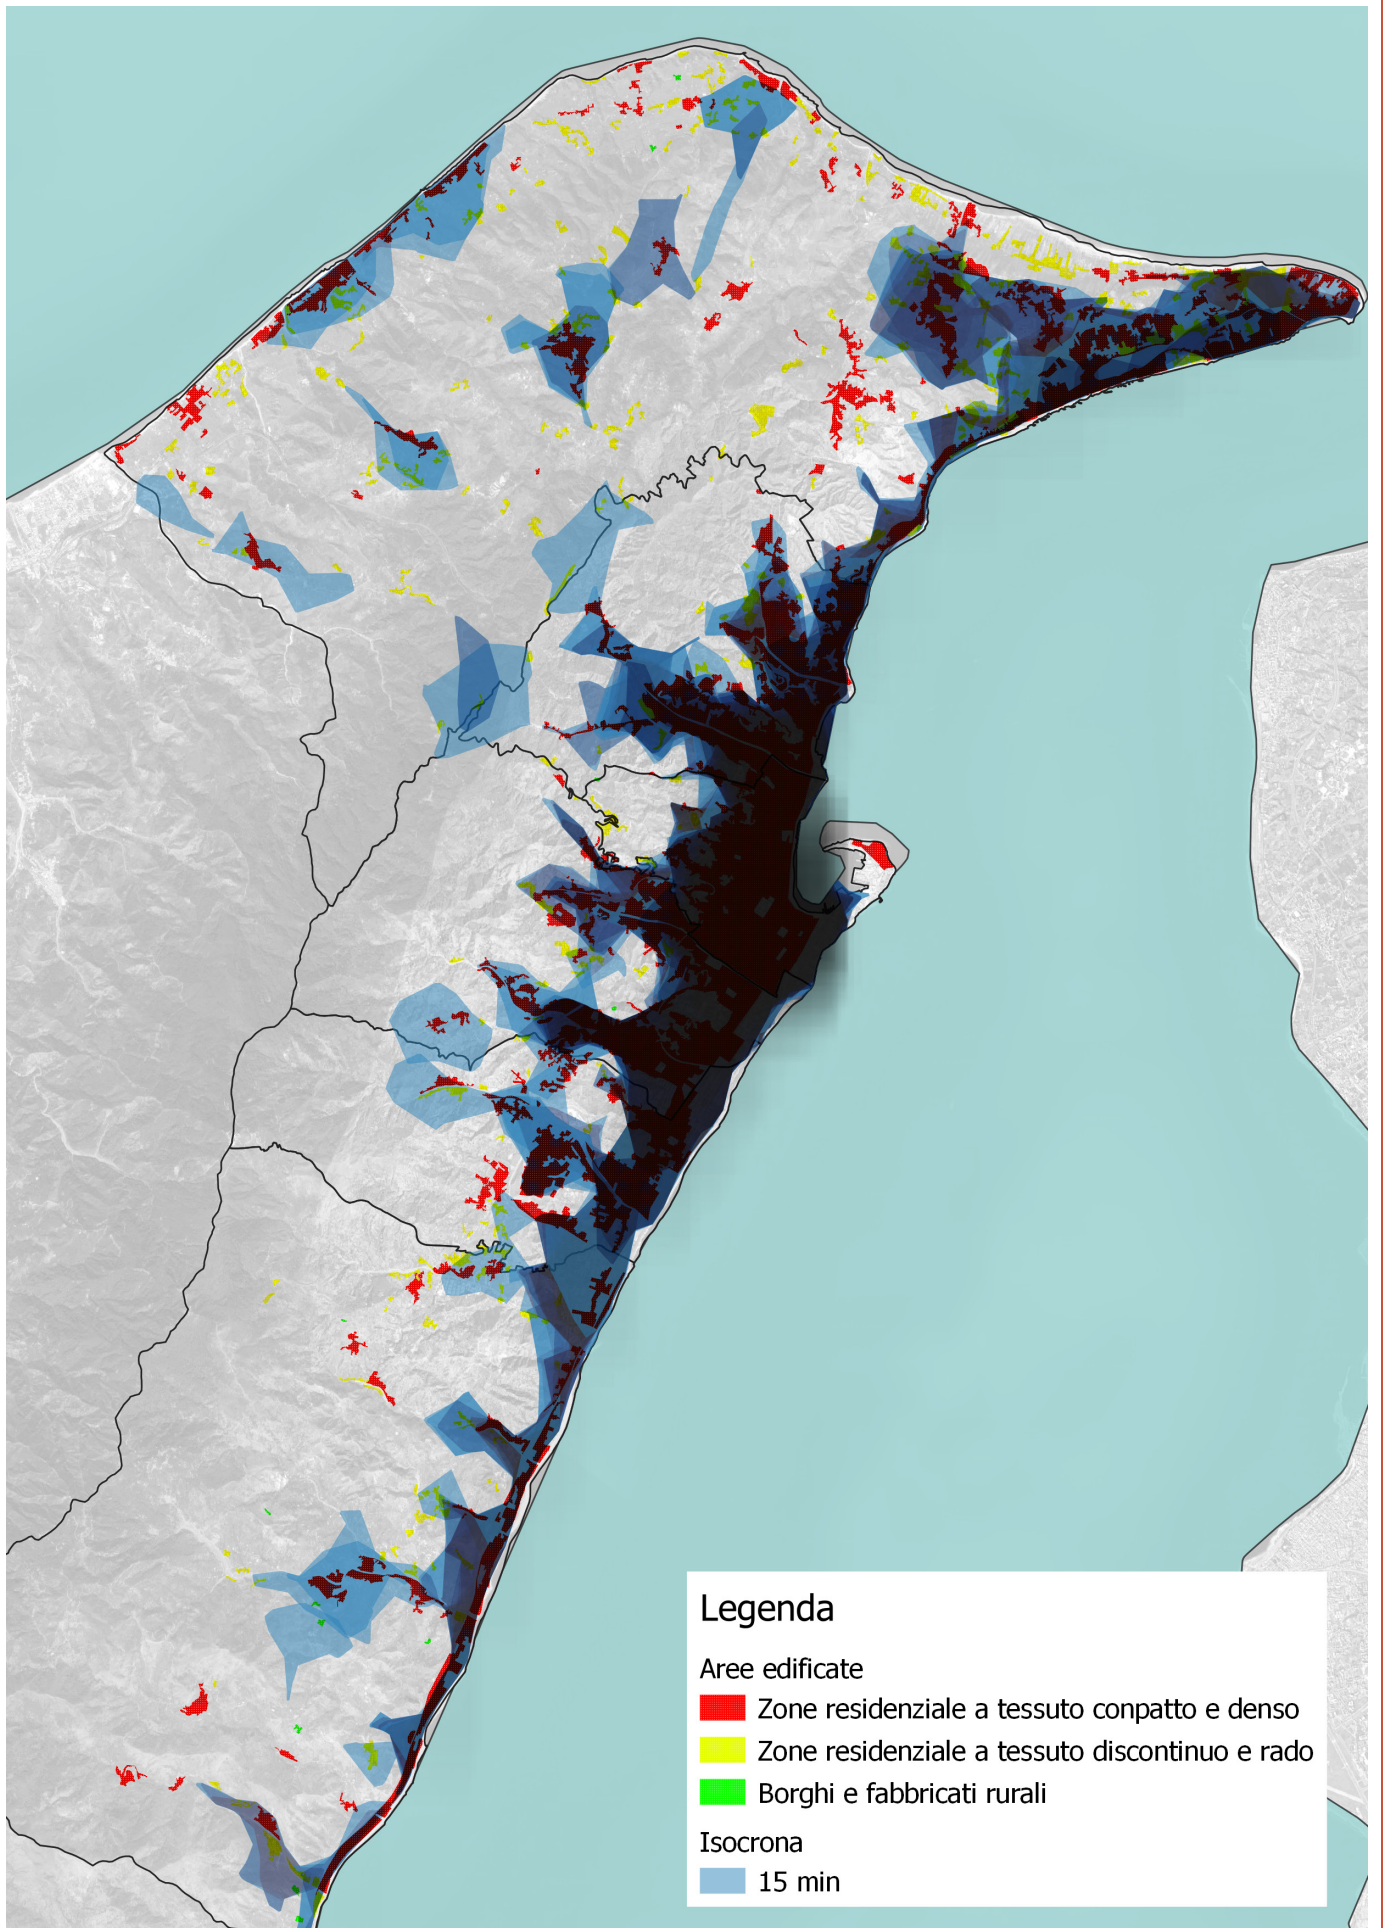 Legenda
Aree edificate
Zone residenziale a tessuto conpatto e denso
Zone residenziale a tessuto discontinuo e rado
Borghi e fabbricati rurali
Isocrona
15 min